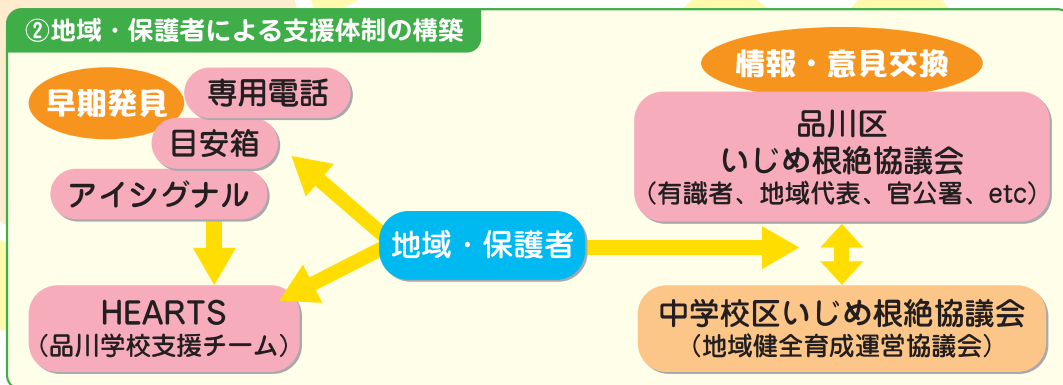 ②地域・保護者による支援体制の構築
早期発見
専用電話
目安箱
アイシグナル
HEARTS
（品川学校支援チーム）
地域・保護者
情報・意見交換
品川区
いじめ根絶協議会
（有識者、地域代表、官公署、etc）
中学校区いじめ根絶協議会
（地域健全育成運営協議会）